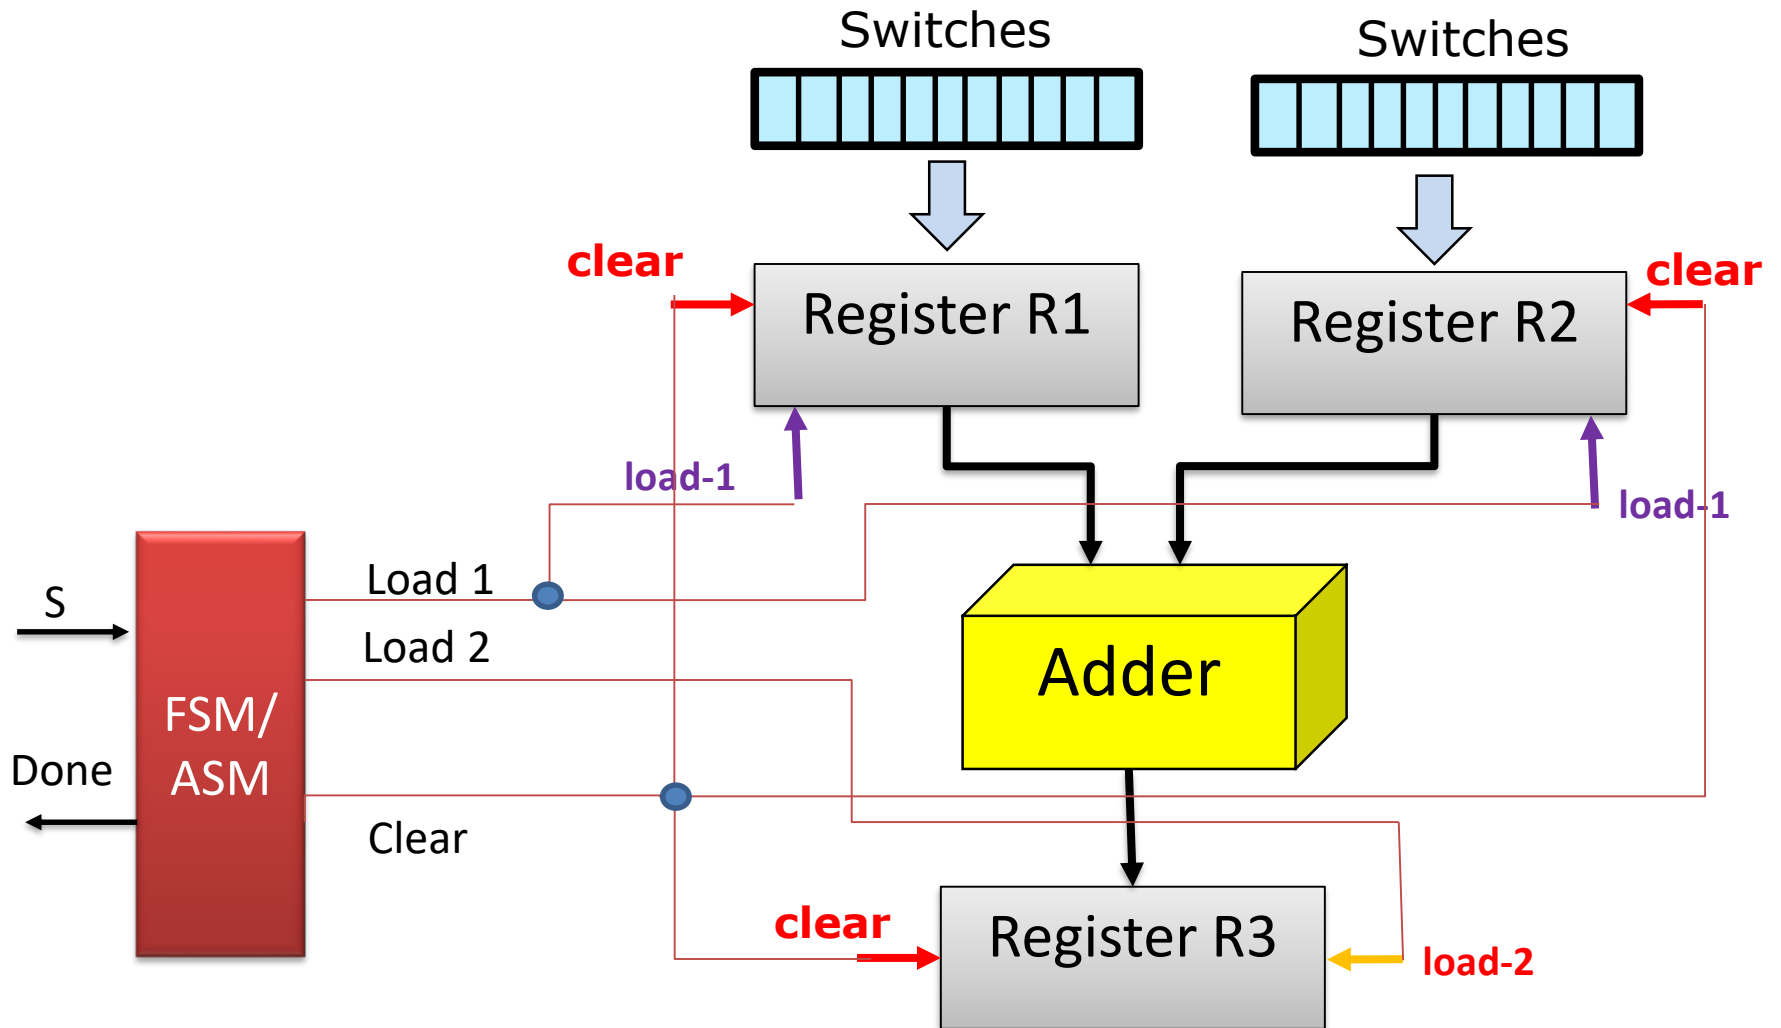 Switches
Switches
clear
clear
Register R1
Register R2
load-1
load-1
Load 1
S
Load 2
Adder
FSM/
ASM
Done
Clear
clear
Register R3
load-2